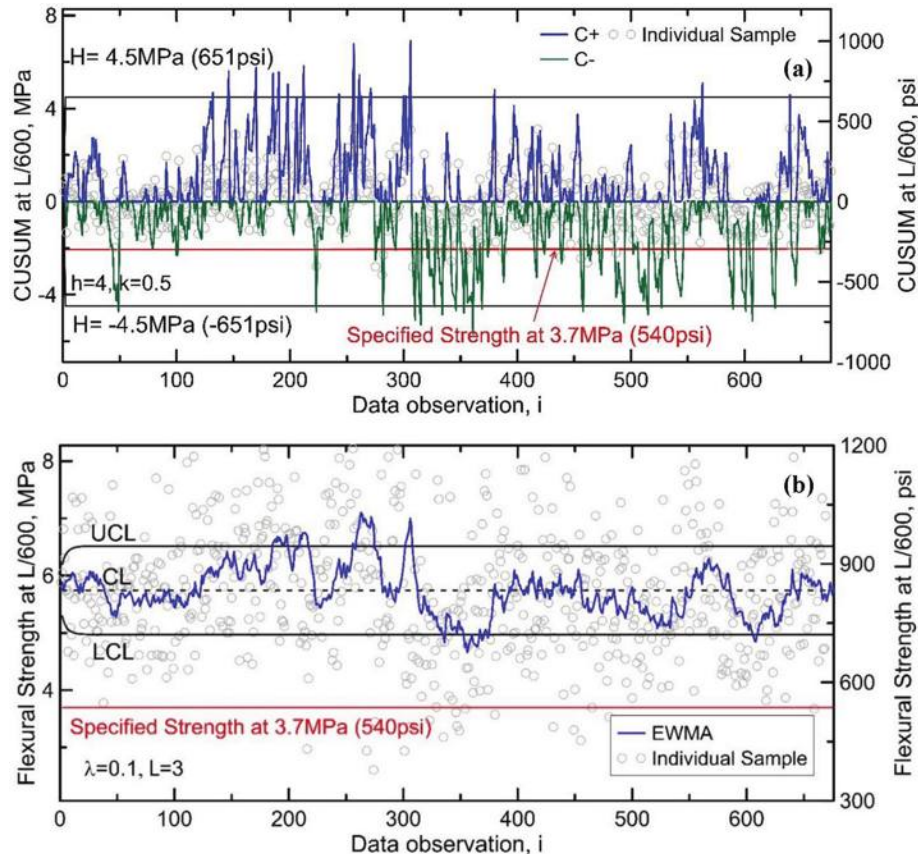 8
4
0
-4
CUSUM at L/600, MPa
H= 4.5MPa (651psi)
C+ Individual Sample
C-
(a)
1000
500
0
-500
-1000
CUSUM at L/600, psi
h=4, k=0.5
H= -4.5MPa (-651psi)
Specified Strength at 3.7MPa (540psi)
0 100 200 300 400 500 600
Data observation, i
8
6
4
Flexural Strength at L/600, MPa
(b)
UCL
CL
LCL
1200
900
600
300
Flexural Strength at L/600, psi
Specified Strength at 3.7MPa (540psi)
λ=0.1, L=3
EWMA
Individual Sample
0 100 200 300 400 500 600
Data observation, i